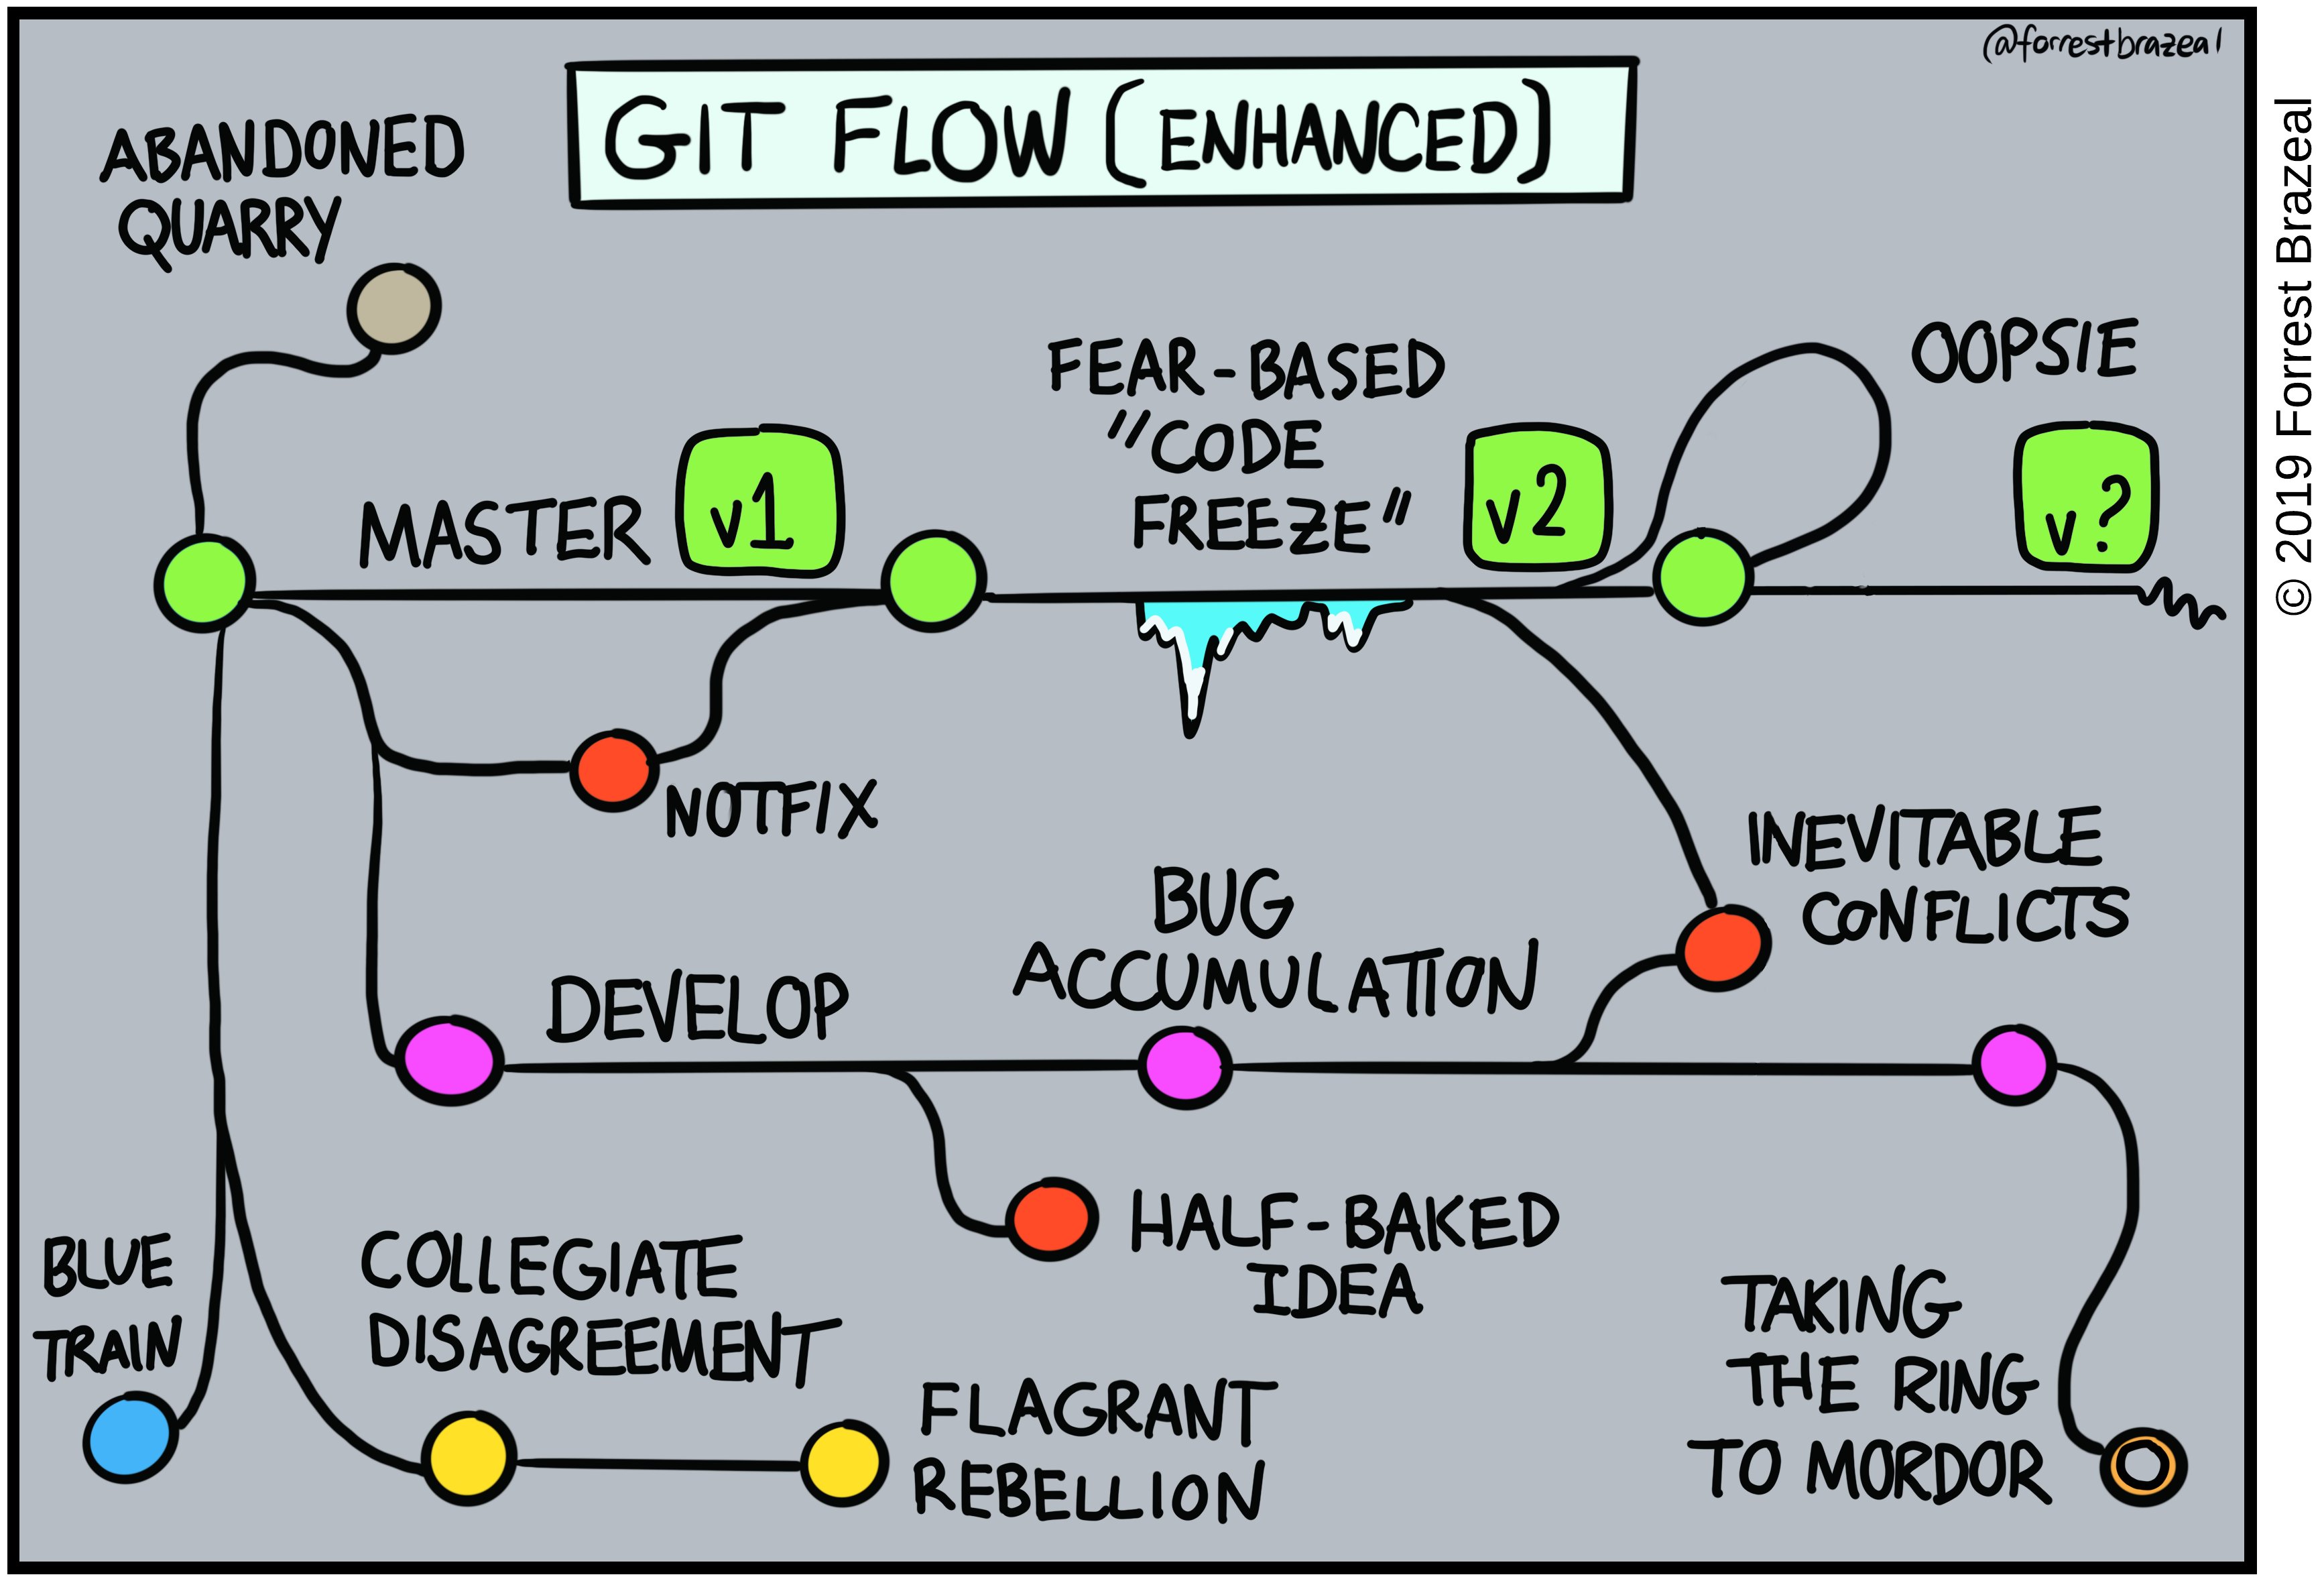 @forrestbrazeal
GIT FLOW (ENHANCED)
ABANDONED
QUARRY
FEAR-BASED
"CODE
FREEZE"
OOPSIE
MASTER
v1
v2
v?
NOTFIX
INEVITABLE
CONFLICTS
BUG
ACCUMULATION
DEVELOP
HALF-BAKED
IDEA
BLUE
TRAIN
COLLEGIATE
DISAGREEMENT
FLAGRANT
REBELLION
TAKING
THE RING
TO MORDOR
© 2019 Forrest Brazeal